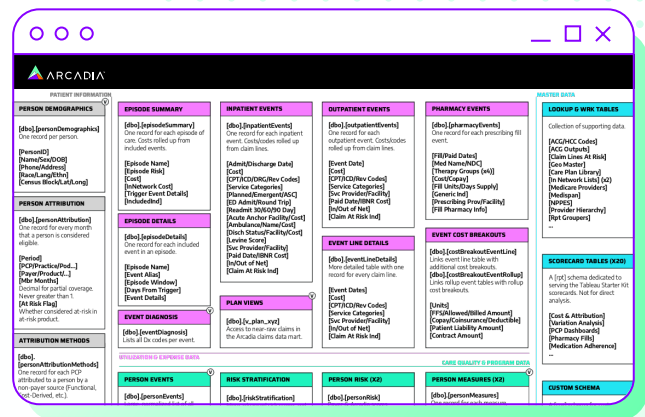 ARCADIA
PATIENT INFORMATION
PERSON DEMOGRAPHICS
V
[dbo].[personDemographics]
One record per person.
[PersonID]
[Name/Sex/DOB]
[Phone/Address]
[Race/Lang/Ethn]
[Census Block/Lat/Long]
PERSON ATTRIBUTION
[dbo].[personAttribution]
One record for every month
that a person is considered
eligible.
[Period]
[PCP/Practice/Pod...]
[Payer/Product/...]
[Mbr Months]
Decimal for partial coverage.
Never greater than 1.
[At Risk Flag]
Whether considered at-risk in
at-risk product.
ATTRIBUTION METHODS
[dbo].
[personAttributionMethods]
One record for each PCP
attributed to a person by a
non-payer source (Functional,
Cost-Derived, etc.).
EPISODE SUMMARY
[dbo].[episodeSummary]
One record for each episode of
care. Costs rolled up from
included events.
[Episode Name]
[Episode Risk]
[Cost]
[InNetwork Cost]
[Trigger Event Details]
[IncludedInd]
EPISODE DETAILS
[dbo].[episodeDetails]
One record for each included
event in an episode.
[Episode Name]
[Event Alias]
[Episode Window]
[Days From Trigger]
[Event Details]
EVENT DIAGNOSIS
V
[dbo].[eventDiagnosis]
Lists all Dx codes per event.
INPATIENT EVENTS
[dbo].[inpatientEvents]
One record for each inpatient
event. Costs/codes rolled up
from claim lines.
[Admit/Discharge Date]
[Cost]
[CPT/ICD/DRG/Rev Codes]
[Service Categories]
[Planned/Emergent/ASC]
[ED Admit/Round Trip]
[Readmit 30/60/90 Day]
[Acute Anchor Facility/Cost]
[Ambulance/Name/Cost]
[Disch Status/Facility/Cost]
[Levine Score]
[Svc Provider/Facility]
[Paid Date/IBNR Cost]
[In/Out of Net]
[Claim At Risk Ind]
PLAN VIEWS
V
[dbo].[v_plan_xyz]
Access to near-raw claims in
the Arcadia claims data mart.
OUTPATIENT EVENTS
[dbo].[outpatientEvents]
One record for each
outpatient event. Costs/codes
rolled up from claim lines.
[Event Date]
[Cost]
[CPT/ICD/Rev Codes]
[Service Categories]
[Svc Provider/Facility]
[Paid Date/IBNR Cost]
[In/Out of Net]
[Claim At Risk Ind]
EVENT LINE DETAILS
[dbo].[eventLineDetails]
More detailed table with one
record for every claim line.
[Event Dates]
[Cost]
[CPT/ICD/Rev Codes]
[Service Categories]
[Svc Provider/Facility]
[In/Out of Net]
[Claim At Risk Ind]
PHARMACY EVENTS
[dbo].[pharmacyEvents]
One record for each prescribing fill
event.
[Fill/Paid Dates]
[Med Name/NDC]
[Therapy Groups (x4)]
[Cost/Copay]
[Fill Units/Days Supply]
[Generic Ind]
[Prescribing Prov/Facility]
[Fill Pharmacy Info]
EVENT COST BREAKOUTS
[dbo].[costBreakoutEventLine]
Links event line table with
additional cost breakouts.
[dbo].[costBreakoutEventRollup]
Links rollup event tables with rollup
cost breakouts.
[Units]
[FFS/Allowed/Billed Amount]
[Copay/Coinsurance/Deductible]
[Patient Liability Amount]
[Contract Amount]
UTILIZATION & EXPENSE DATA
CARE QUALITY & PROGRAM DATA
PERSON EVENTS
V
[dbo].[personEvents]
RISK STRATIFICATION
[dbo].[riskStratification]
PERSON RISK (X2)
[dbo].[personRisk]
PERSON MEASURES (X2)
V
[dbo].[personMeasures]
MASTER DATA
LOOKUP & WRK TABLES
Collection of supporting data.
[ACG/HCC Codes]
[ACG Outputs]
[Claim Lines At Risk]
[Geo Master]
[Care Plan Library]
[In Network Lists] (x2)
[Medicare Providers]
[Medispan]
[NPPES]
[Provider Hierarchy]
[Rpt Groupers]
...
SCORECARD TABLES (X20)
A [rpt] schema dedicated to
serving the Tableau Starter Kit
scorecards. Not for direct
analysis.
[Cost & Attribution]
[Variation Analysis]
[PCP Dashboards]
[Pharmacy Fills]
[Medication Adherence]
...
CUSTOM SCHEMA